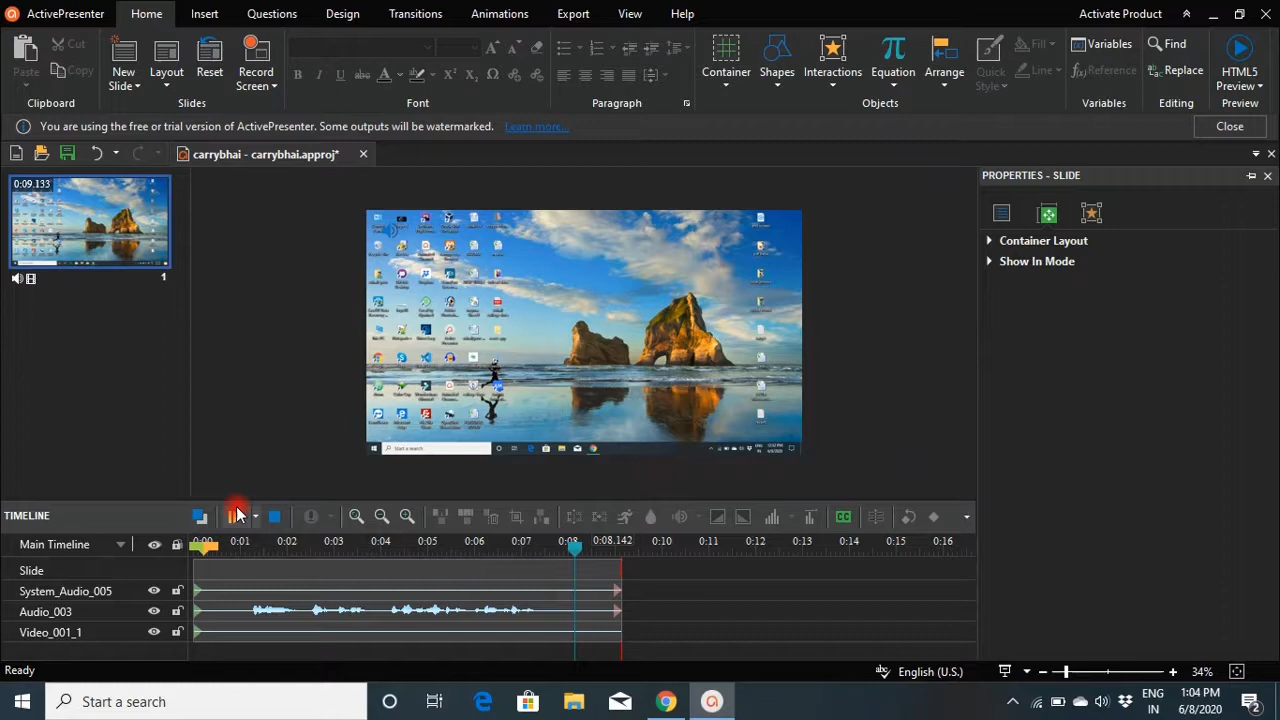 ActivePresenter
Home
Insert
Questions
Design
Transitions
Animations
Export
View
Help
Activate Product
Paste
Cut
Copy
Clipboard
New
Slide
Layout
Reset
Record
Screen
Slides
Font
Paragraph
Container
Shapes
Interactions
Equation
Arrange
Quick
Style
Fill
Line
Objects
Variables
Reference
Variables
Find
Replace
Editing
HTML5
Preview
Preview
You are using the free or trial version of ActivePresenter. Some outputs will be watermarked.
Learn more...
Close
carrybhai - carrybhai.approj*
0:09.133
1
PROPERTIES - SLIDE
Container Layout
Show In Mode
Start a search
TIMELINE
CC
Main Timeline
0:00 0:01 0:02 0:03 0:04 0:05 0:06 0:07 0:08 0:08.142 0:10 0:11 0:12 0:13 0:14 0:15 0:16
Slide
System_Audio_005
Audio_003
Video_001_1
Ready
English (U.S.)
34%
Start a search
ENG
IN
1:04 PM
6/8/2020
2